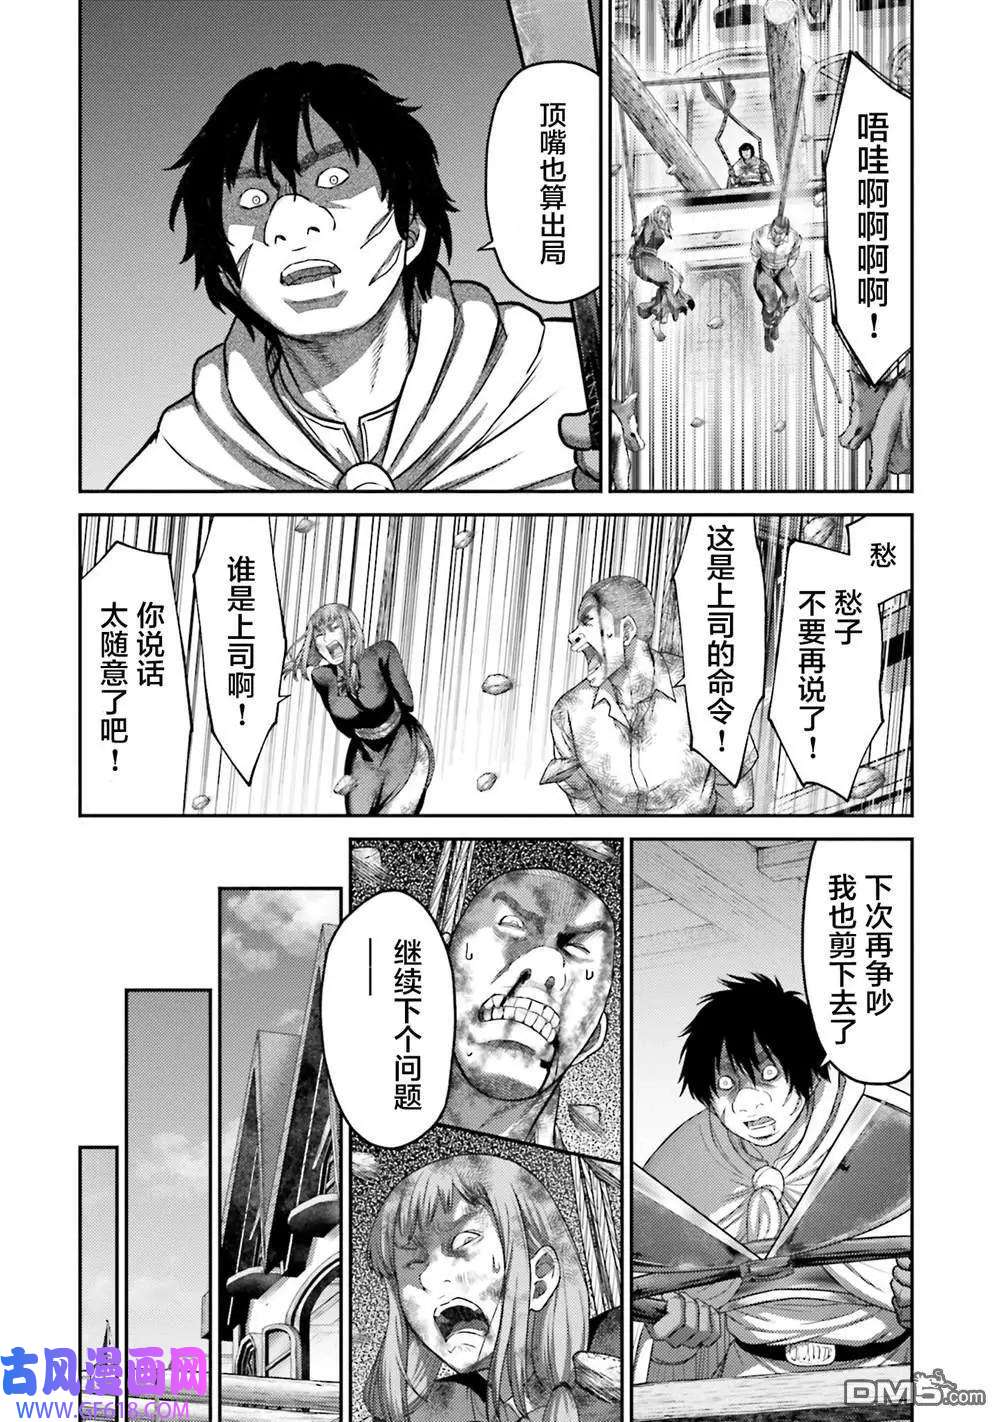 唔哇啊啊啊啊！
顶嘴也算出局
愁
愁子
不要再说了！
这是上司的命令！
谁是上司啊！
你说话
太随意了吧！
下次再争吵
我也剪下去了
继续下个问题
——
古风漫画网
WWW.GF618.COM
DM5.com